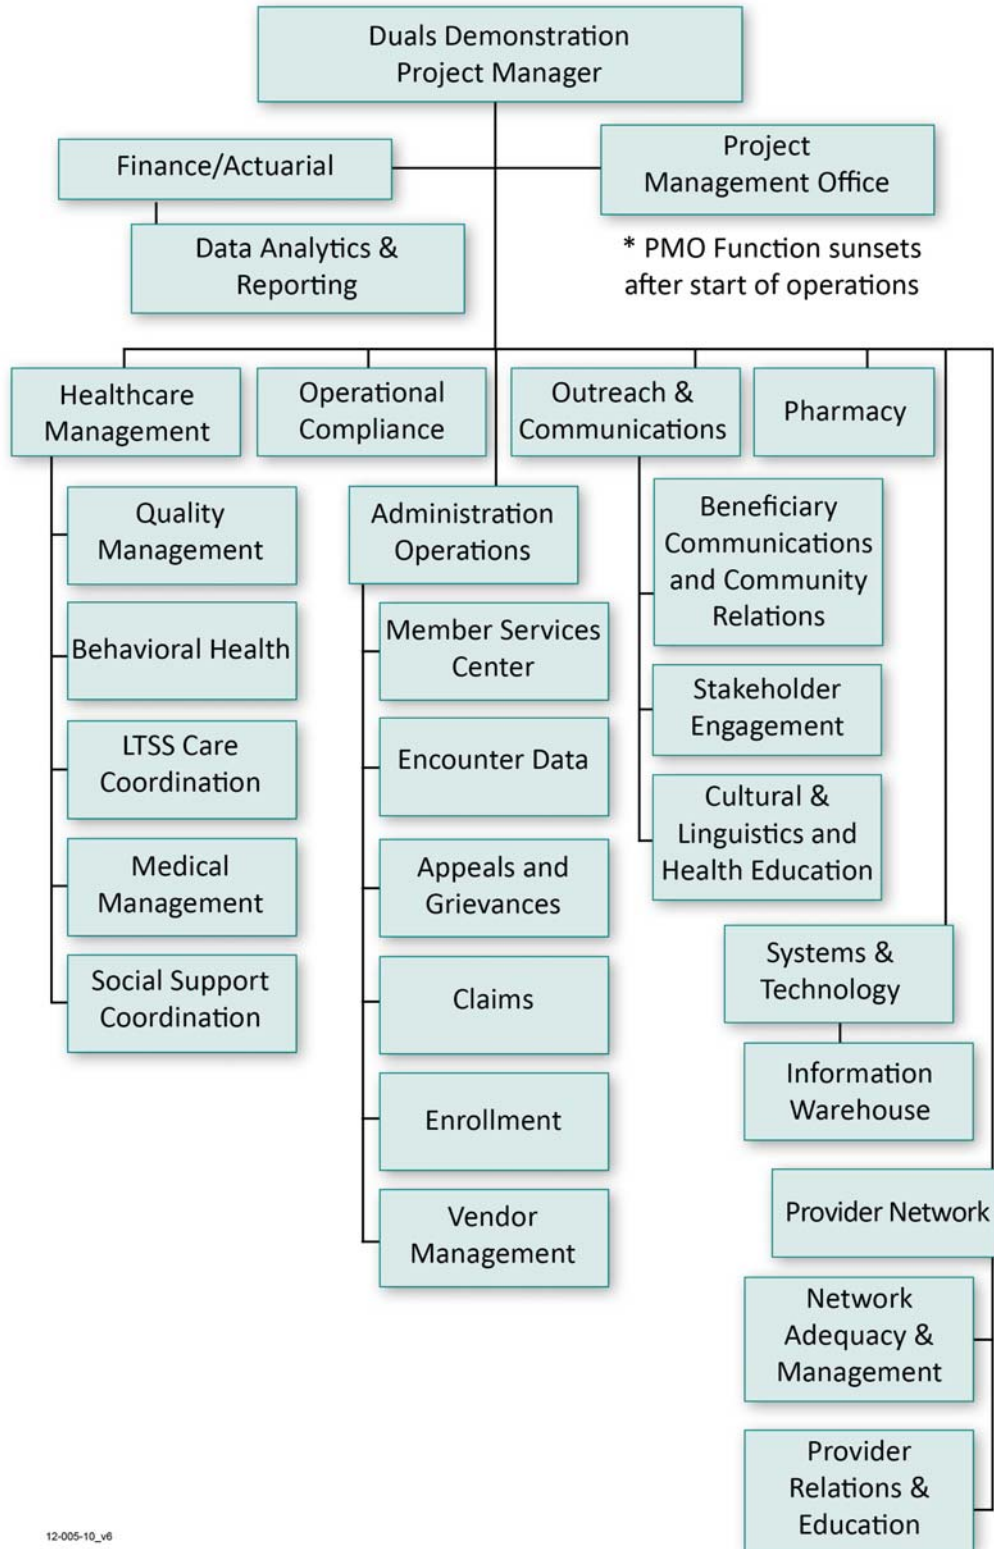 Duals Demonstration
Project Manager
Finance/Actuarial
Project
Management Office
Data Analytics &
Reporting
* PMO Function sunsets
after start of operations
Healthcare
Management
Operational
Compliance
Outreach &
Communications
Pharmacy
Quality
Management
Behavioral Health
LTSS Care
Coordination
Medical
Management
Social Support
Coordination
Administration
Operations
Member Services
Center
Encounter Data
Appeals and
Grievances
Claims
Enrollment
Vendor
Management
Beneficiary
Communications
and Community
Relations
Stakeholder
Engagement
Cultural &
Linguistics and
Health Education
Systems &
Technology
Information
Warehouse
Provider Network
Network
Adequacy &
Management
Provider
Relations &
Education
12-005-10_v6